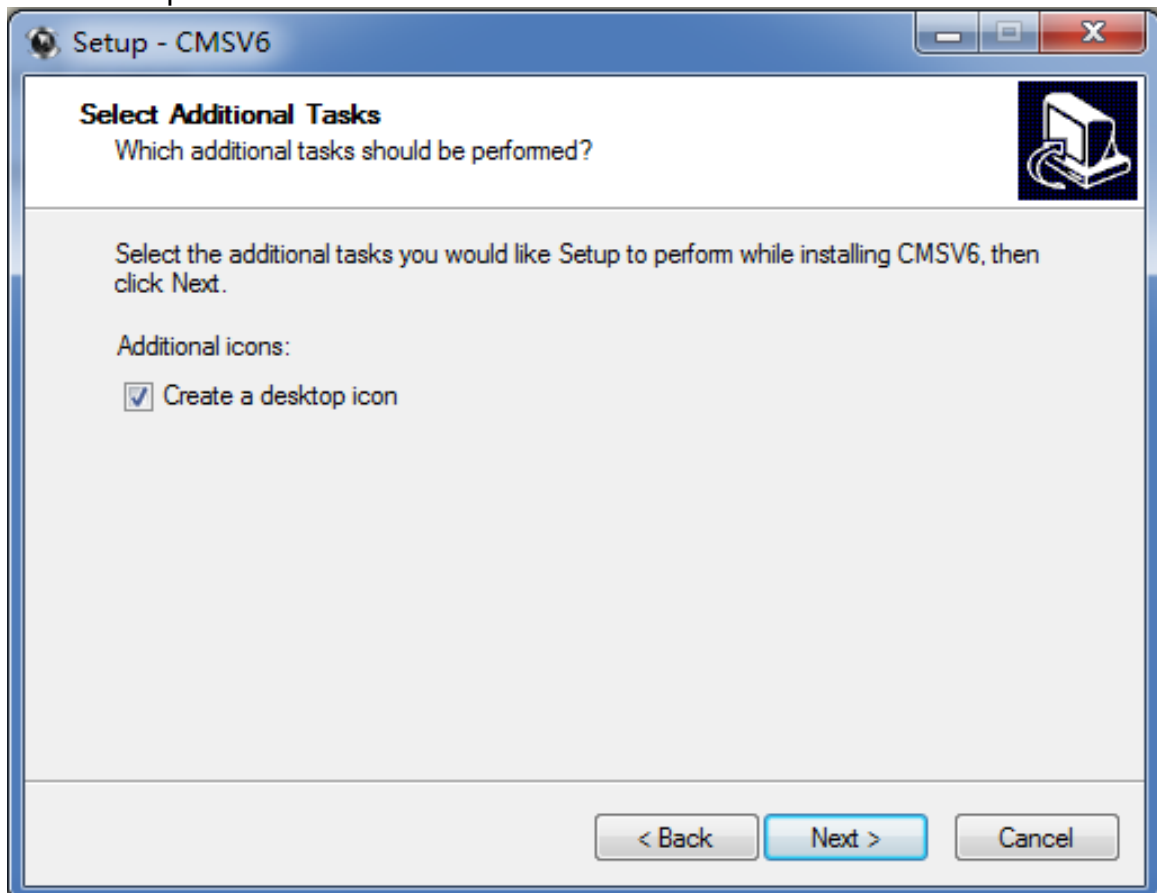 Setup - CMSV6
Select Additional Tasks
Which additional tasks should be performed?
Select the additional tasks you would like Setup to perform while installing CMSV6, then
click Next.
Additional icons:
Create a desktop icon
< Back
Next >
Cancel